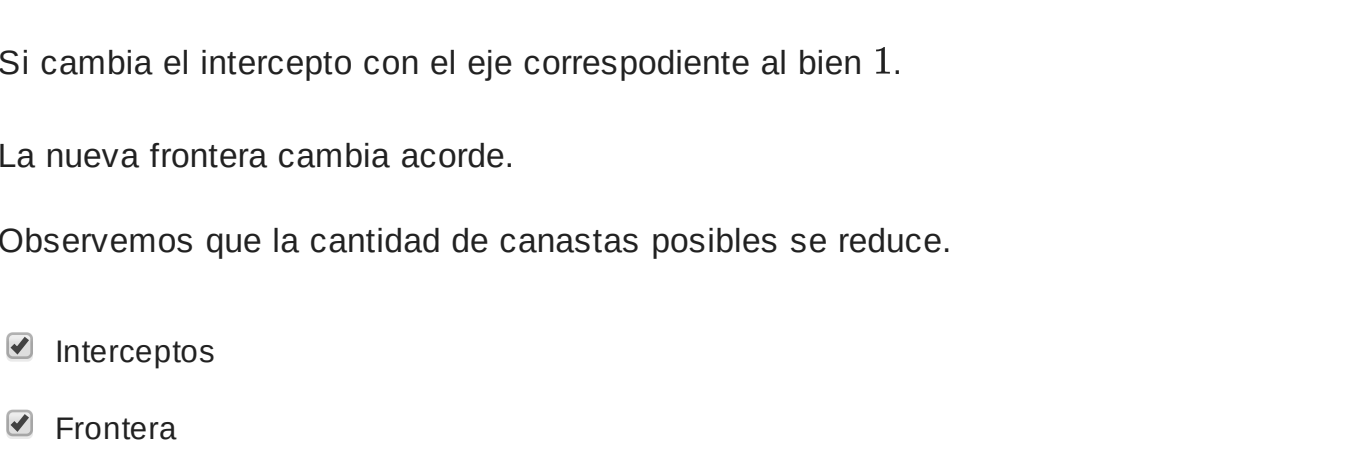 Si cambia el intercepto con el eje correspodiente al bien 1.
La nueva frontera cambia acorde.
Observemos que la cantidad de canastas posibles se reduce.
Interceptos
Frontera